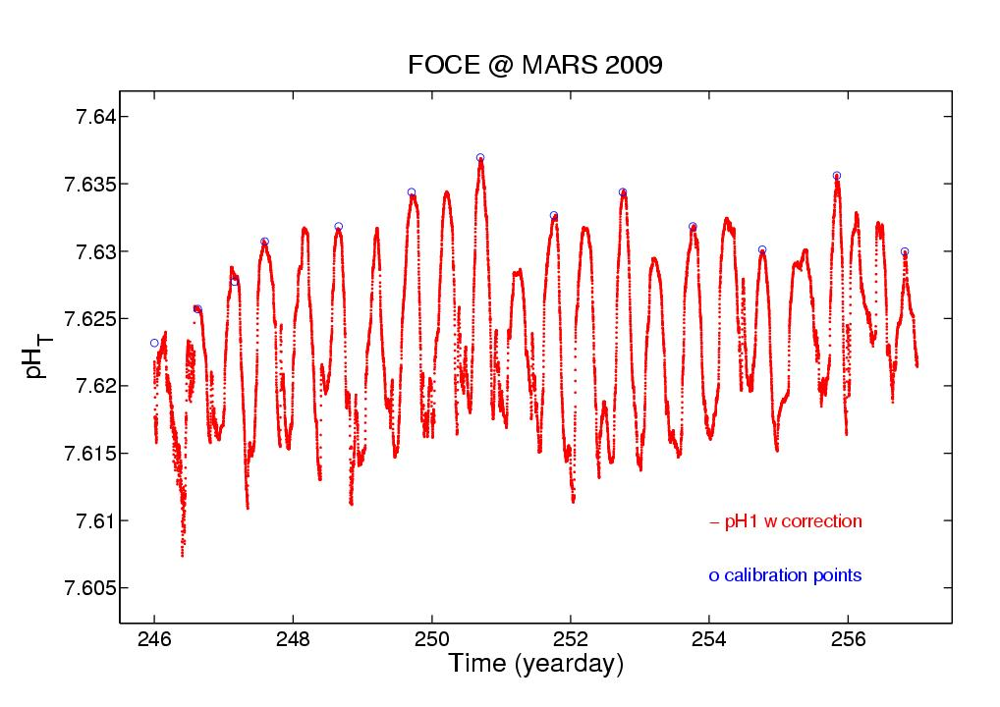 FOCE @ MARS 2009
7.64
7.635
7.63
7.625
7.62
7.615
7.61
7.605
pH_T
– pH1 w correction
o calibration points
246 248 250 252 254 256
Time (yearday)